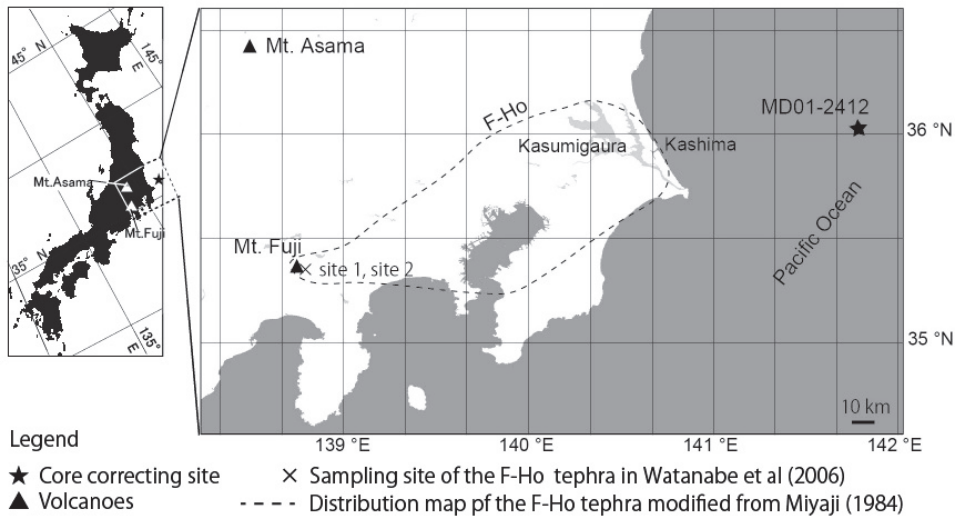 45° N
145° E
Mt.Asama
Mt.Fuji
35° N
135° E
Mt. Asama
F-Ho
MD01-2412
36 °N
Kasumigaura
Kashima
Mt. Fuji
site 1, site 2
Pacific Ocean
35 °N
10 km
139 °E
140 °E
141 °E
142 °E
Legend
Core correcting site
Sampling site of the F-Ho tephra in Watanabe et al (2006)
Volcanoes
Distribution map pf the F-Ho tephra modified from Miyaji (1984)